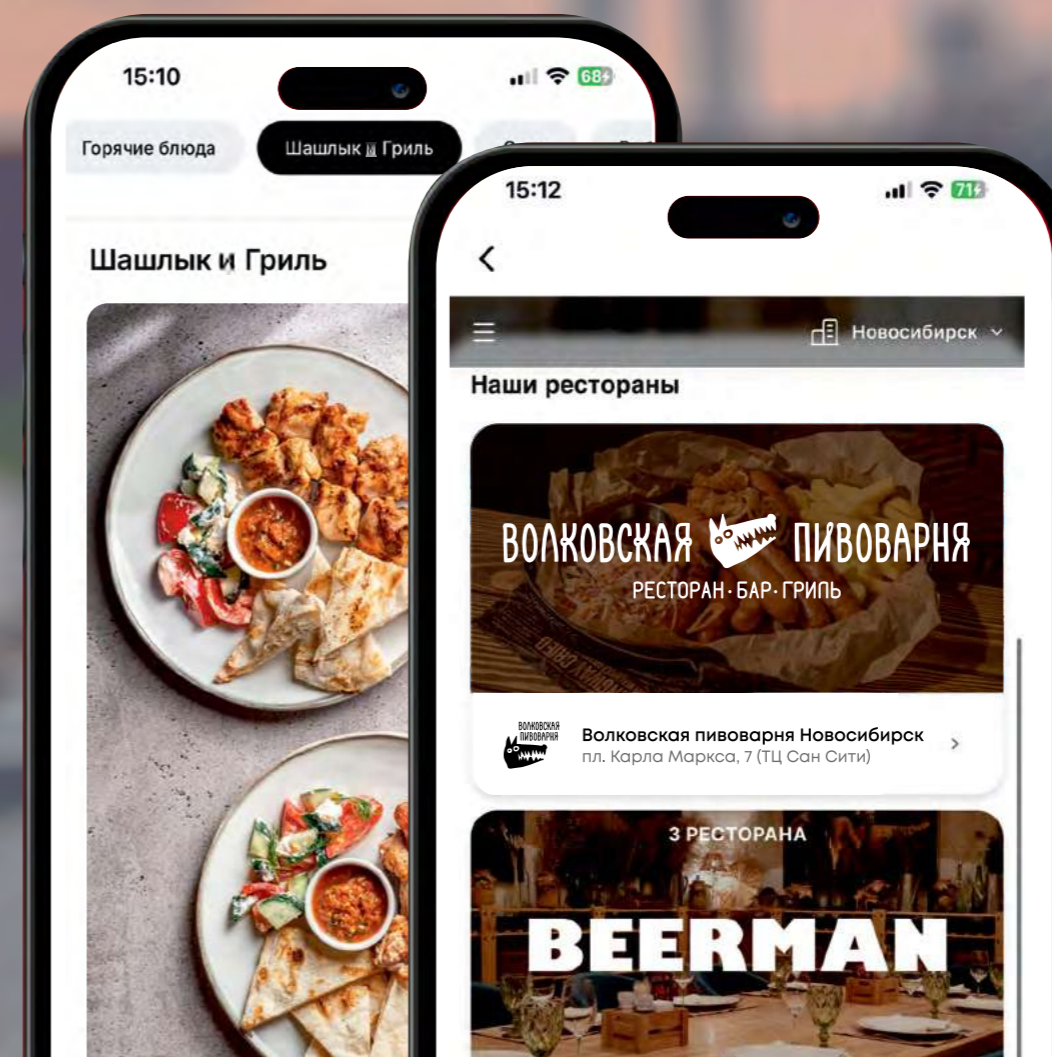 15:10
68
Горячие блюда
Шашлык и Гриль
Шашлык и Гриль
15:12
71
Новосибирск
Наши рестораны
ВОЛКОВСКАЯ ПИВОВАРНЯ
РЕСТОРАН · БАР · ГРИЛЬ
ВОЛКОВСКАЯ
ПИВОВАРНЯ
Волковская пивоварня Новосибирск
пл. Карла Маркса, 7 (ТЦ Сан Сити)
3 РЕСТОРАНА
BEERMAN